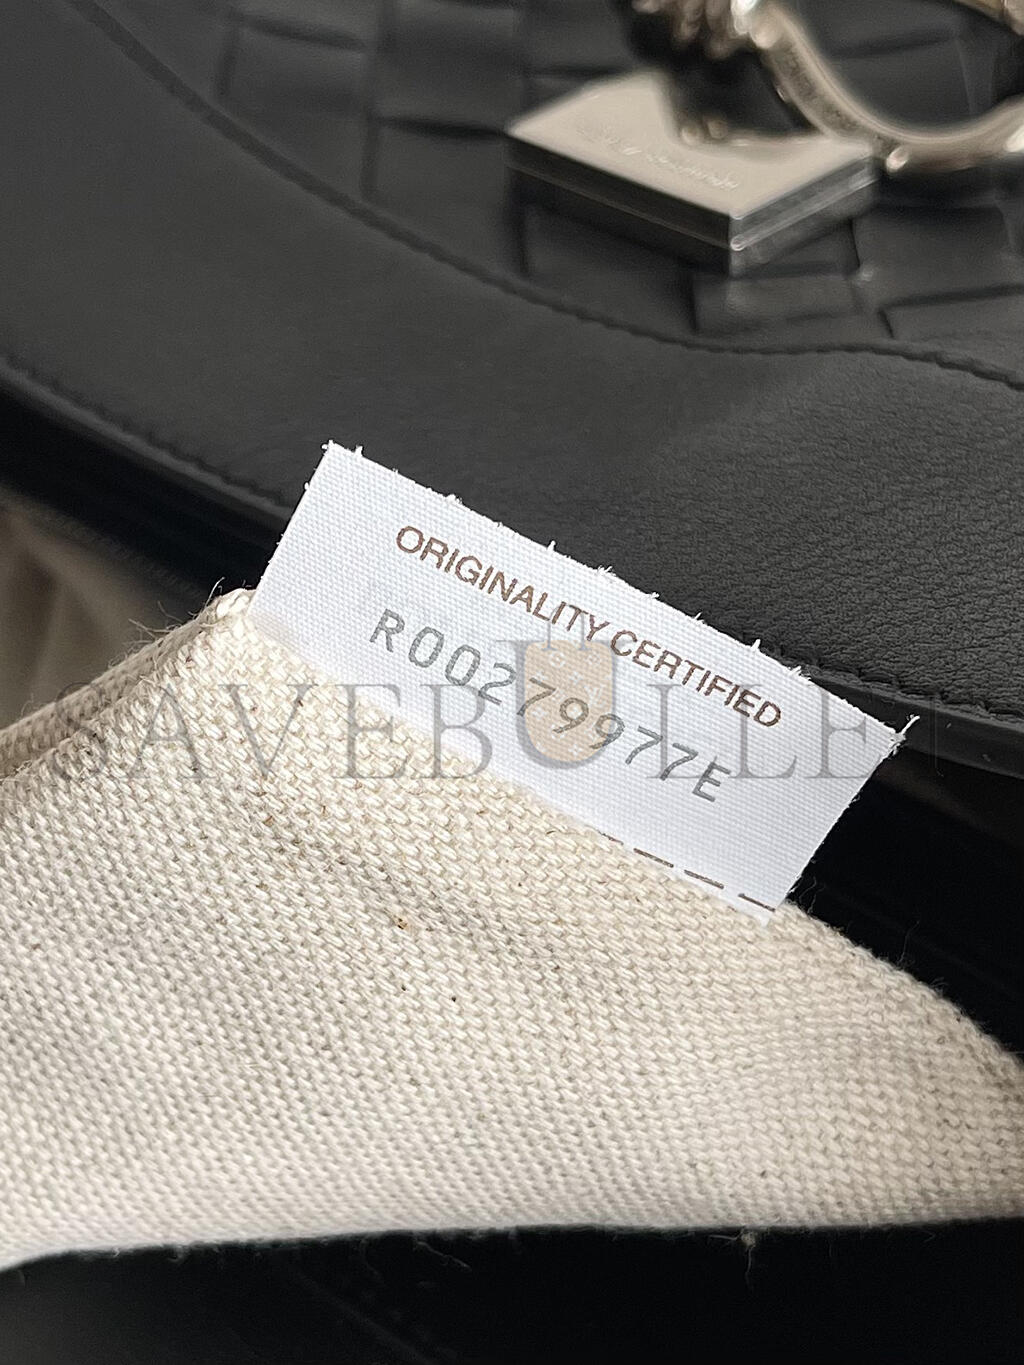 ORIGINALITY CERTIFIED
R00279977E
SAVEBULLET